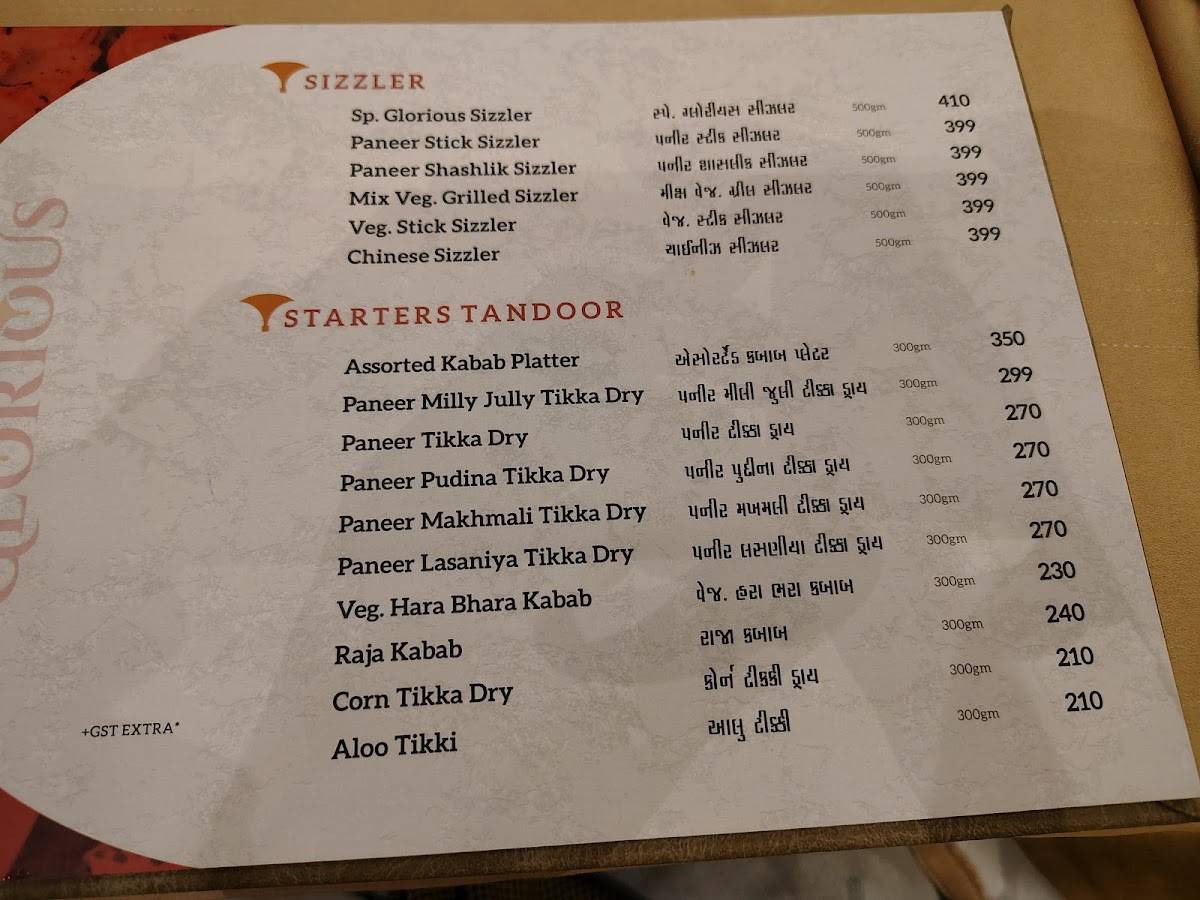 GLORIOUS
SIZZLER
Sp. Glorious Sizzler સ્પે. ગ્લોરીયસ સીઝલર 500gm 410
Paneer Stick Sizzler પનીર સ્ટીક સીઝલર 500gm 399
Paneer Shashlik Sizzler પનીર શાસલીક સીઝલર 500gm 399
Mix Veg. Grilled Sizzler મીક્ષ વેજ. ગ્રીલ સીઝલર 500gm 399
Veg. Stick Sizzler વેજ. સ્ટીક સીઝલર 500gm 399
Chinese Sizzler ચાઈનીઝ સીઝલર 500gm 399
STARTERS TANDOOR
Assorted Kabab Platter એસોરર્ટેડ કબાબ પ્લેટર 300gm 350
Paneer Milly Jully Tikka Dry પનીર મીલી જુલી ટીક્કા ડ્રાય 300gm 299
Paneer Tikka Dry પનીર ટીક્કા ડ્રાય 300gm 270
Paneer Pudina Tikka Dry પનીર પુદીના ટીક્કા ડ્રાય 300gm 270
Paneer Makhmali Tikka Dry પનીર મખમલી ટીક્કા ડ્રાય 300gm 270
Paneer Lasaniya Tikka Dry પનીર લસણીયા ટીક્કા ડ્રાય 300gm 270
Veg. Hara Bhara Kabab વેજ. હરા ભરા કબાબ 300gm 230
Raja Kabab રાજા કબાબ 300gm 240
Corn Tikka Dry કોર્ન ટીકકી ડ્રાય 300gm 210
Aloo Tikki આલુ ટીક્કી 300gm 210
+GST EXTRA*